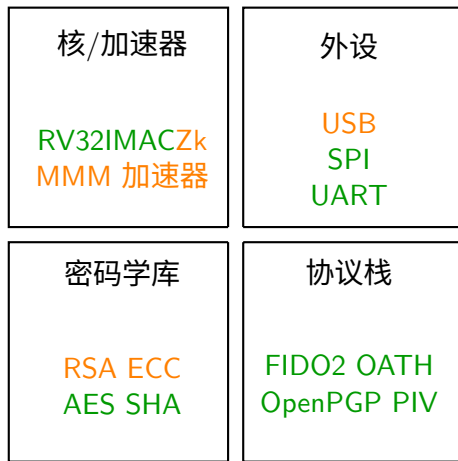 核/加速器
RV32IMACZk
MMM 加速器
外设
USB
SPI
UART
密码学库
RSA ECC
AES SHA
协议栈
FIDO2 OATH
OpenPGP PIV